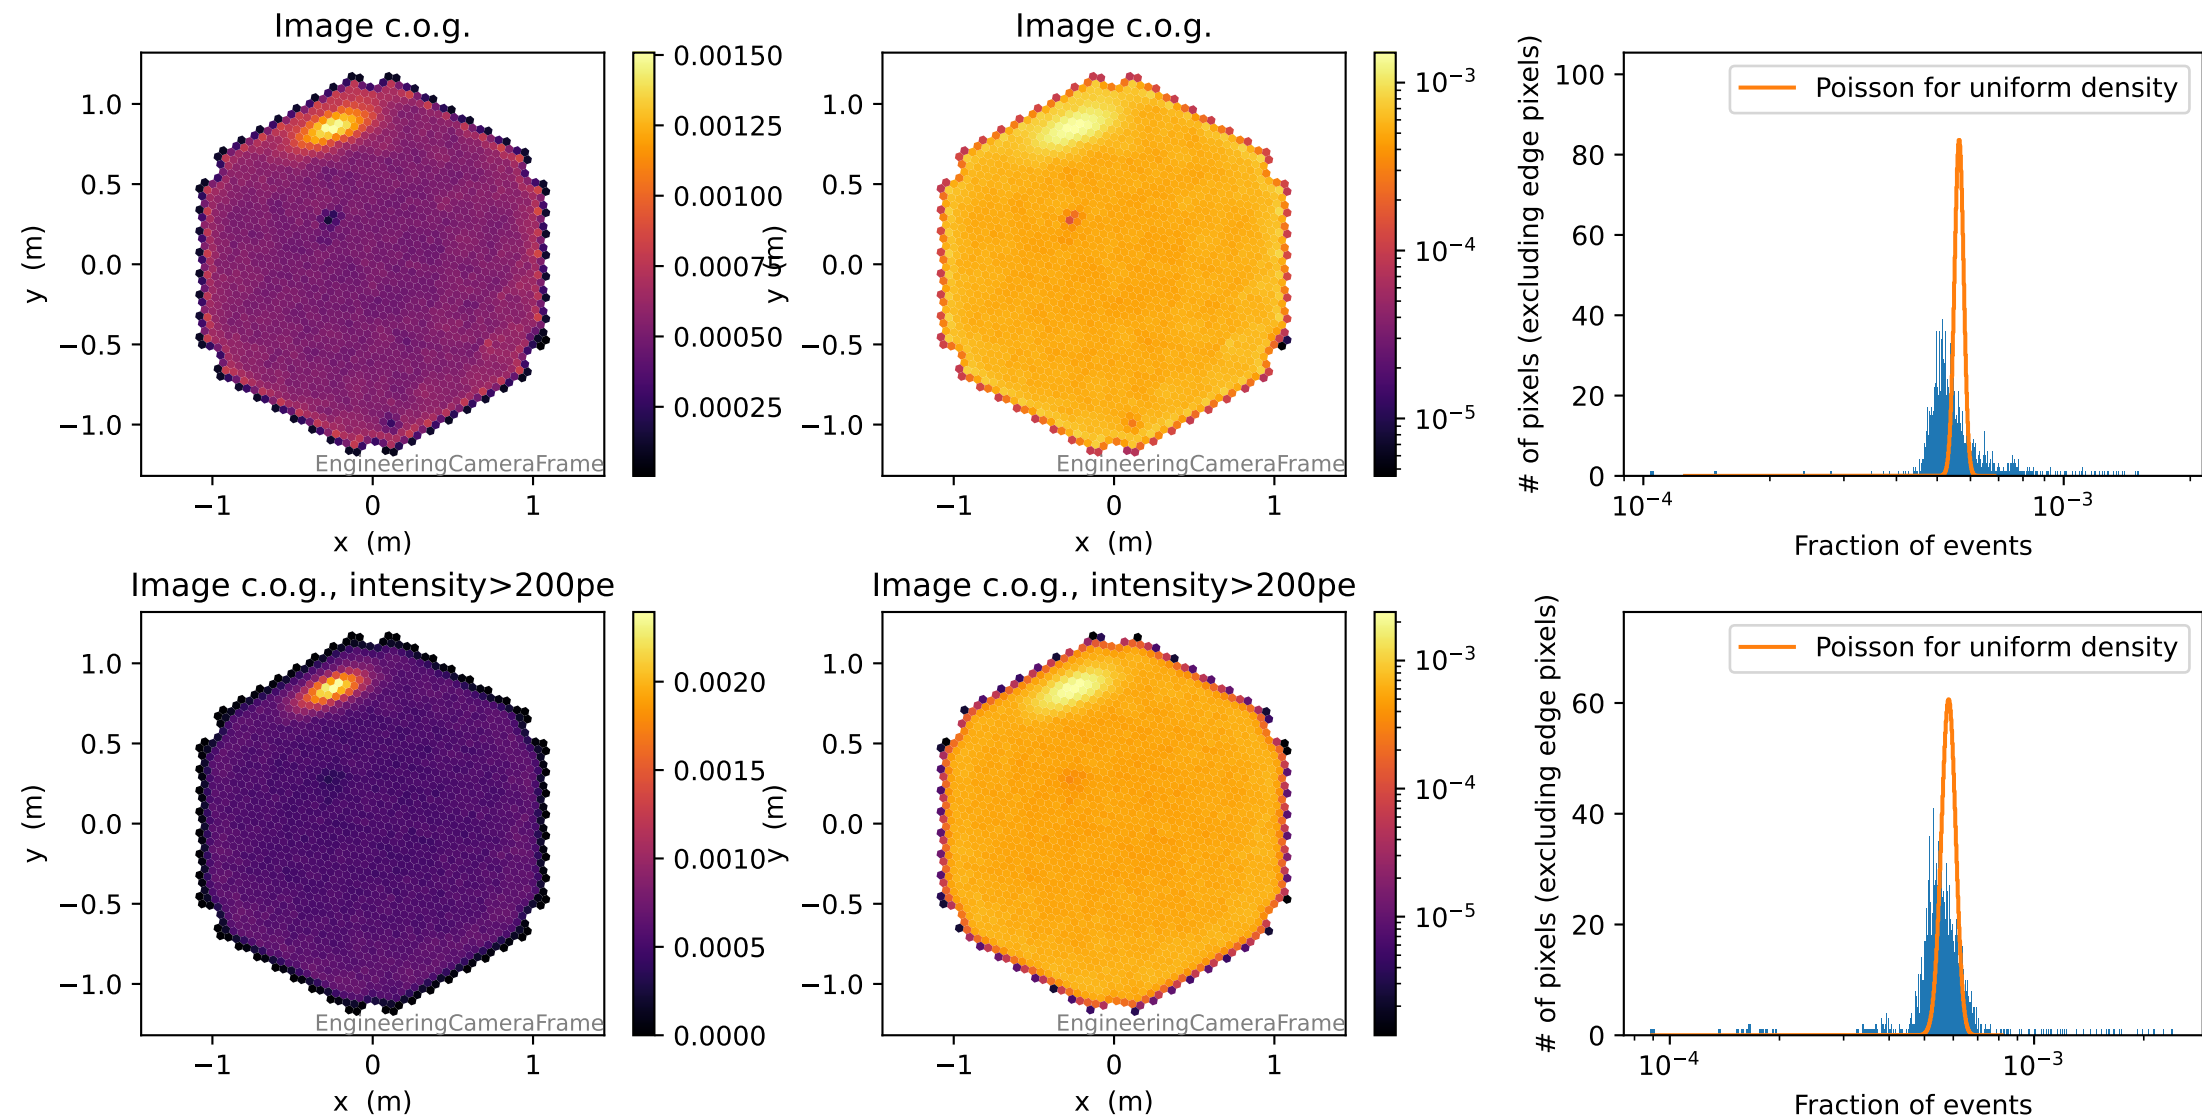 Image c.o.g.
1.0
0.5
0.0
−0.5
−1.0
y (m)
−1
0
1
x (m)
EngineeringCameraFrame
0.00150
0.00125
0.00100
0.00050
0.00025
Image c.o.g.
1.0
0.5
0.0
−0.5
−1.0
y (m)
−1
0
1
x (m)
EngineeringCameraFrame
10⁻³
10⁻⁴
10⁻⁵
100
80
60
40
20
0
# of pixels (excluding edge pixels)
Poisson for uniform density
10⁻⁴
10⁻³
Fraction of events
Image c.o.g., intensity>200pe
1.0
0.5
0.0
−0.5
−1.0
y (m)
−1
0
1
x (m)
EngineeringCameraFrame
0.0020
0.0015
0.0010
0.0005
0.0000
Image c.o.g., intensity>200pe
1.0
0.5
0.0
−0.5
−1.0
y (m)
−1
0
1
x (m)
EngineeringCameraFrame
10⁻³
10⁻⁴
10⁻⁵
60
40
20
0
# of pixels (excluding edge pixels)
Poisson for uniform density
10⁻⁴
10⁻³
Fraction of events